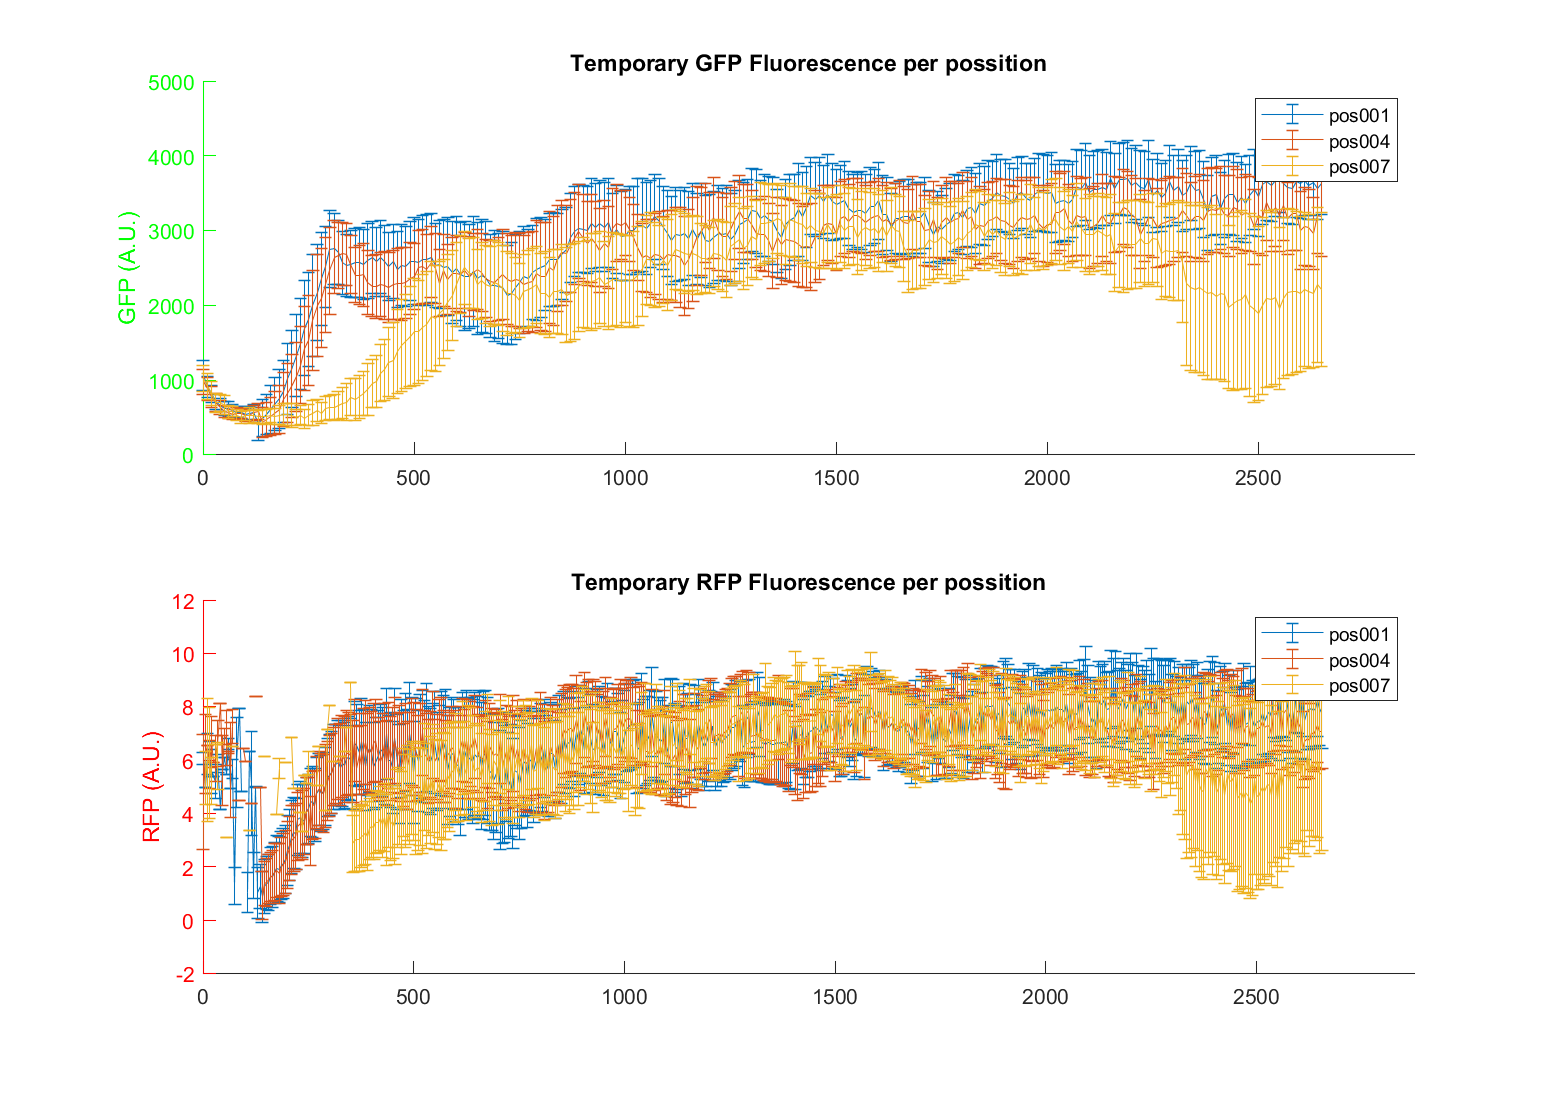 Temporary GFP Fluorescence per possition
5000
4000
3000
2000
1000
0
GFP (A.U.)
0 500 1000 1500 2000 2500
pos001
pos004
pos007
Temporary RFP Fluorescence per possition
12
10
8
6
4
2
0
-2
RFP (A.U.)
0 500 1000 1500 2000 2500
pos001
pos004
pos007